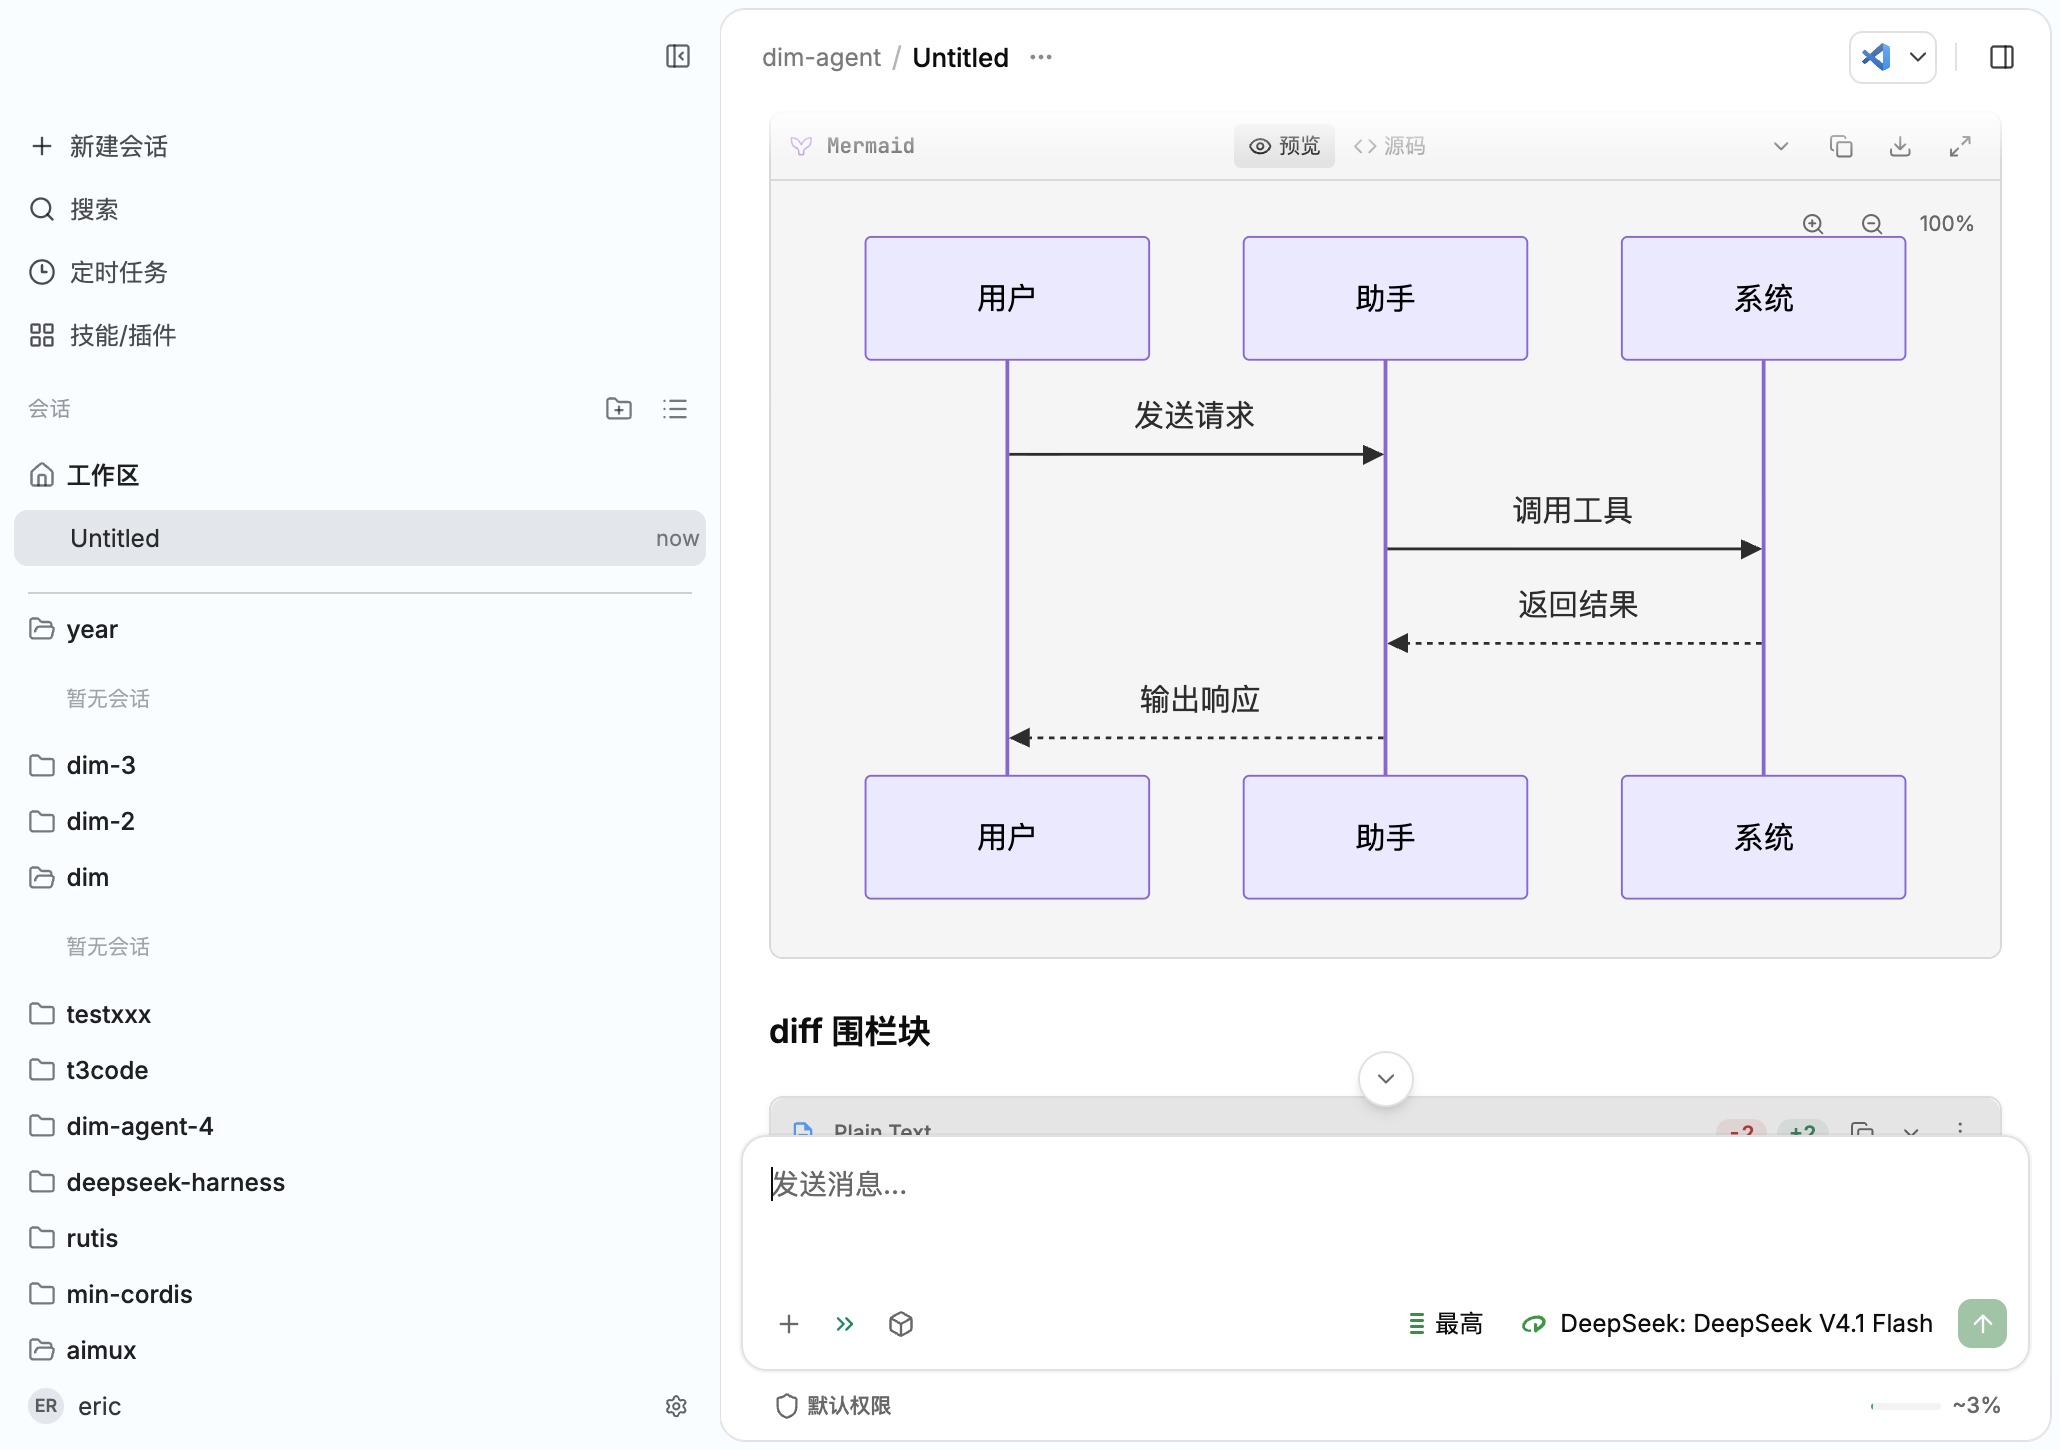 新建会话
搜索
定时任务
技能/插件
会话
工作区
Untitled now
year
暂无会话
dim-3
dim-2
dim
暂无会话
testxxx
t3code
dim-agent-4
deepseek-harness
rutis
min-cordis
aimux
ER eric
dim-agent / Untitled ···
Mermaid 预览 <> 源码
100%
用户 助手 系统
发送请求
调用工具
返回结果
输出响应
用户 助手 系统
diff 围栏块
Plain Text -2 +2
发送消息...
最高 DeepSeek: DeepSeek V4.1 Flash
默认权限 ~3%